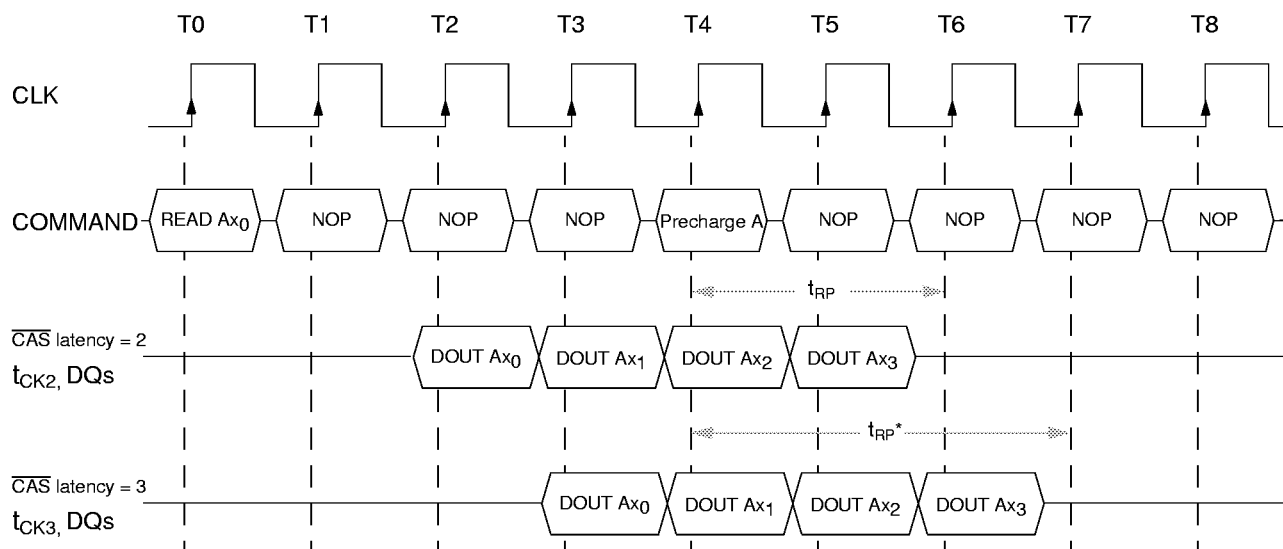 T0 T1 T2 T3 T4 T5 T6 T7 T8
CLK
COMMAND READ Ax0 NOP NOP NOP Precharge A NOP NOP NOP NOP
tRP
CAS latency = 2
tCK2, DQs
DOUT Ax0 DOUT Ax1 DOUT Ax2 DOUT Ax3
tRP*
CAS latency = 3
tCK3, DQs
DOUT Ax0 DOUT Ax1 DOUT Ax2 DOUT Ax3